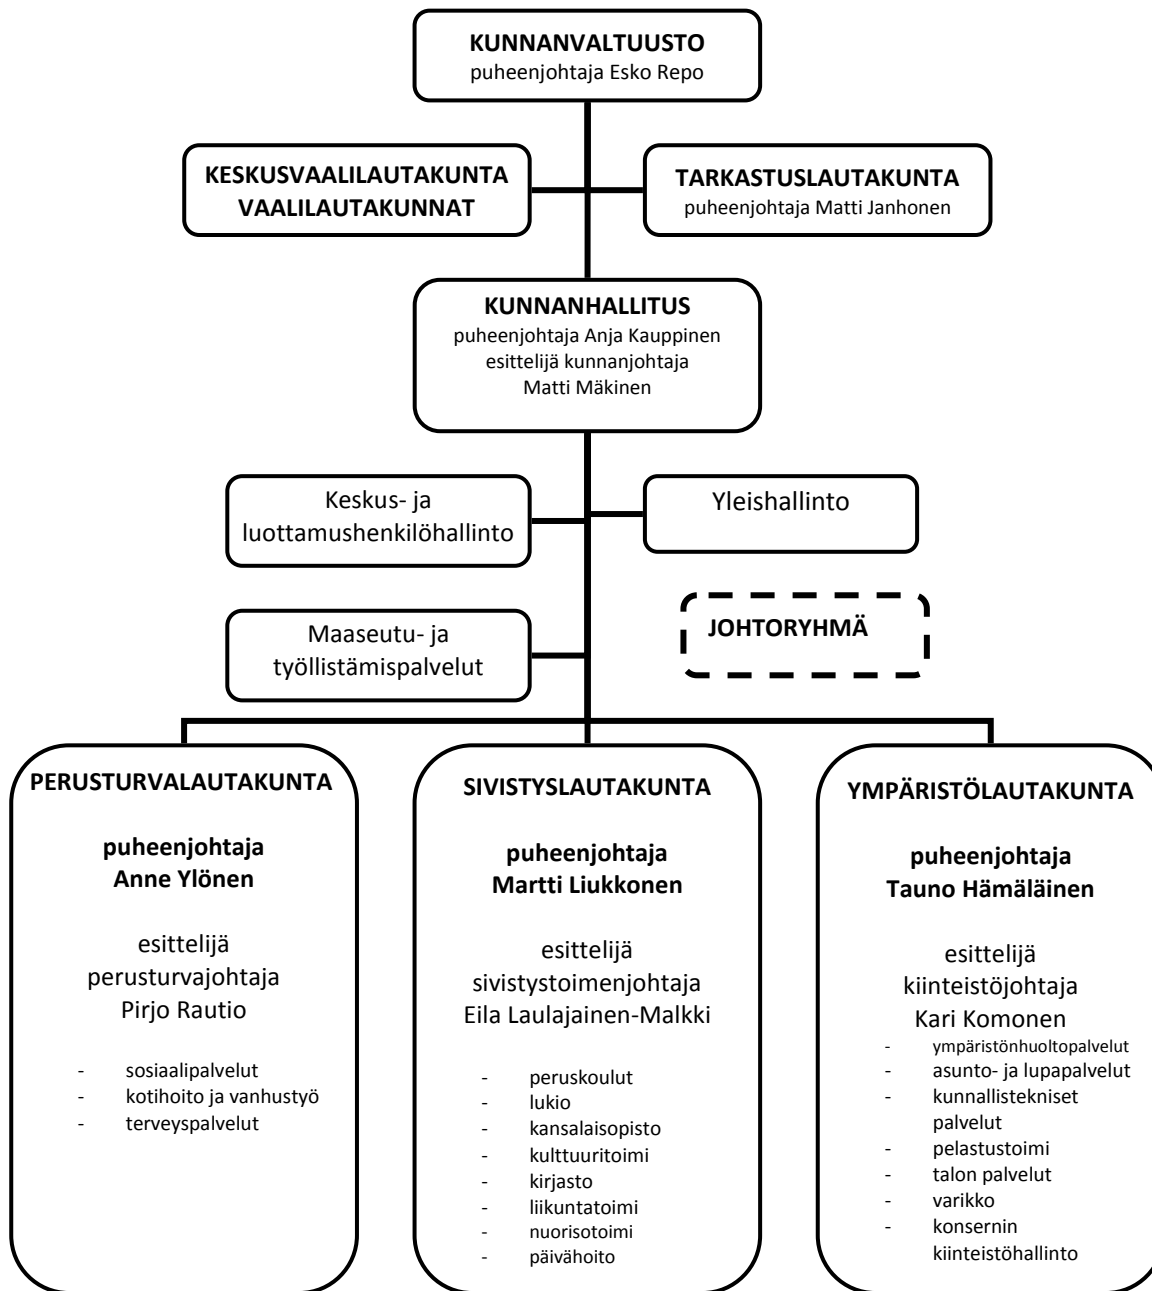 KUNNANVALTUUSTO
puheenjohtaja Esko Repo
KESKUSVAALILAUTAKUNTA
VAALILAUTAKUNNAT
TARKASTUSLAUTAKUNTA
puheenjohtaja Matti Janhonen
KUNNANHALLITUS
puheenjohtaja Anja Kauppinen
esittelijä kunnanjohtaja
Matti Mäkinen
Keskus- ja
luottamushenkilöhallinto
Yleishallinto
Maaseutu- ja
työllistämispalvelut
JOHTORYHMÄ
PERUSTURVALAUTAKUNTA
puheenjohtaja
Anne Ylönen
esittelijä
perusturvajohtaja
Pirjo Rautio
- sosiaalipalvelut
- kotihoito ja vanhustyö
- terveyspalvelut
SIVISTYSLAUTAKUNTA
puheenjohtaja
Martti Liukkonen
esittelijä
sivistystoimenjohtaja
Eila Laulajainen-Malkki
- peruskoulut
- lukio
- kansalaisopisto
- kulttuuritoimi
- kirjasto
- liikuntatoimi
- nuorisotoimi
- päivähoito
YMPÄRISTÖLAUTAKUNTA
puheenjohtaja
Tauno Hämäläinen
esittelijä
kiinteistöjohtaja
Kari Komonen
- ympäristönhuoltopalvelut
- asunto- ja lupapalvelut
- kunnallistekniset
palvelut
- pelastustoimi
- talon palvelut
- varikko
- konsernin
kiinteistöhallinto